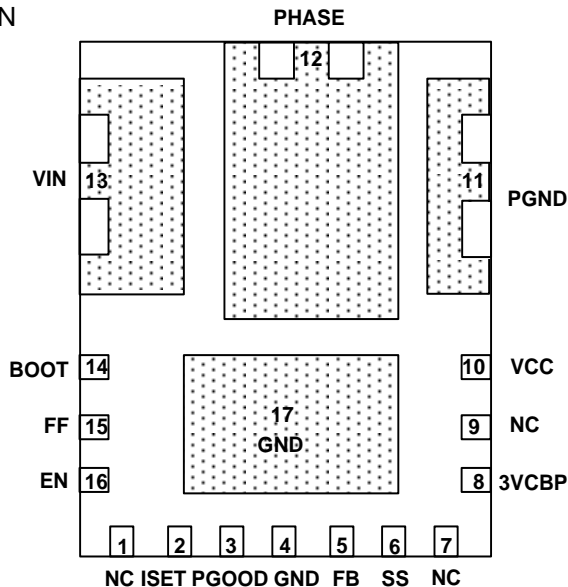 N
PHASE
12
VIN
13
11
PGND
BOOT
14
10
VCC
FF
15
17
GND
9
NC
EN
16
8
3VCBP
1
2
3
4
5
6
7
NC ISET PGOOD GND FB SS NC